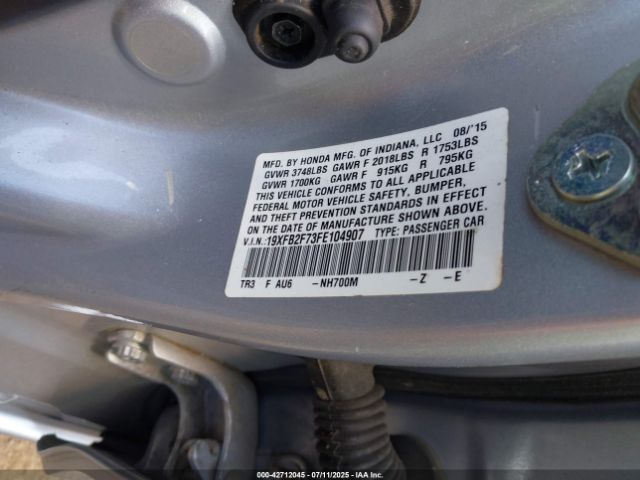 MFD. BY HONDA MFG. OF INDIANA, LLC 08/'15
GVWR 3748LBS GAWR F 2018LBS R 1753LBS
GVWR 1700KG GAWR F 915KG R 795KG
THIS VEHICLE CONFORMS TO ALL APPLICABLE
FEDERAL MOTOR VEHICLE SAFETY, BUMPER,
AND THEFT PREVENTION STANDARDS IN EFFECT
ON THE DATE OF MANUFACTURE SHOWN ABOVE.
V.I.N.: 19XFB2F73FE104907 TYPE: PASSENGER CAR
TR3 F AU6 -NH700M -Z -E
000-42712045 07/11/2025 IAAI.COM